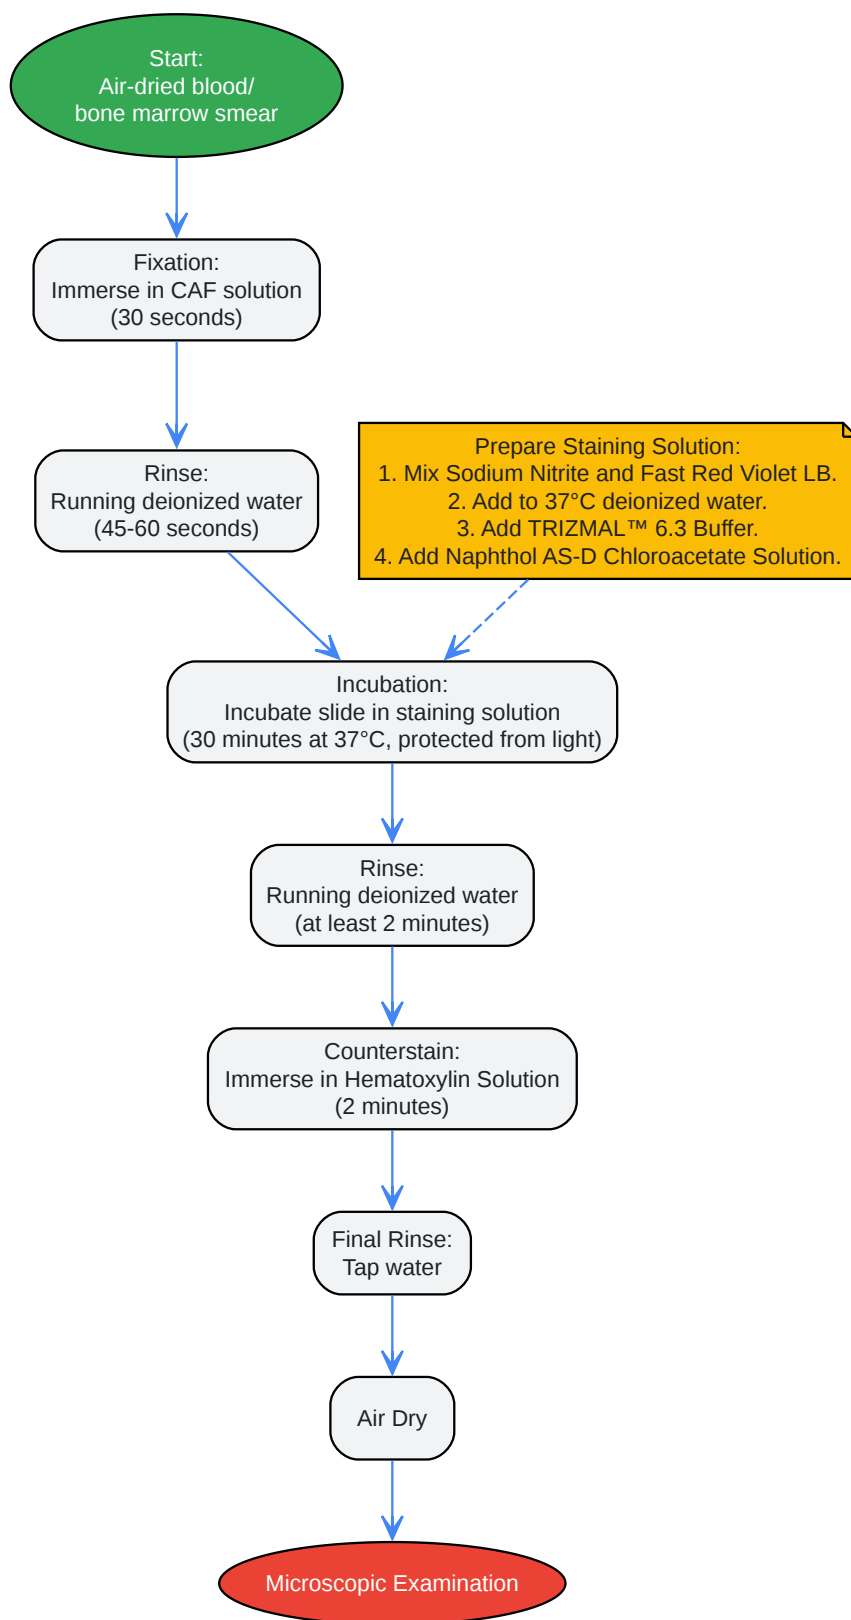 Start:
Air-dried blood/
bone marrow smear
Fixation:
Immerse in CAF solution
(30 seconds)
Rinse:
Running deionized water
(45-60 seconds)
Prepare Staining Solution:
1. Mix Sodium Nitrite and Fast Red Violet LB.
2. Add to 37°C deionized water.
3. Add TRIZMAL™ 6.3 Buffer.
4. Add Naphthol AS-D Chloroacetate Solution.
Incubation:
Incubate slide in staining solution
(30 minutes at 37°C, protected from light)
Rinse:
Running deionized water
(at least 2 minutes)
Counterstain:
Immerse in Hematoxylin Solution
(2 minutes)
Final Rinse:
Tap water
Air Dry
Microscopic Examination